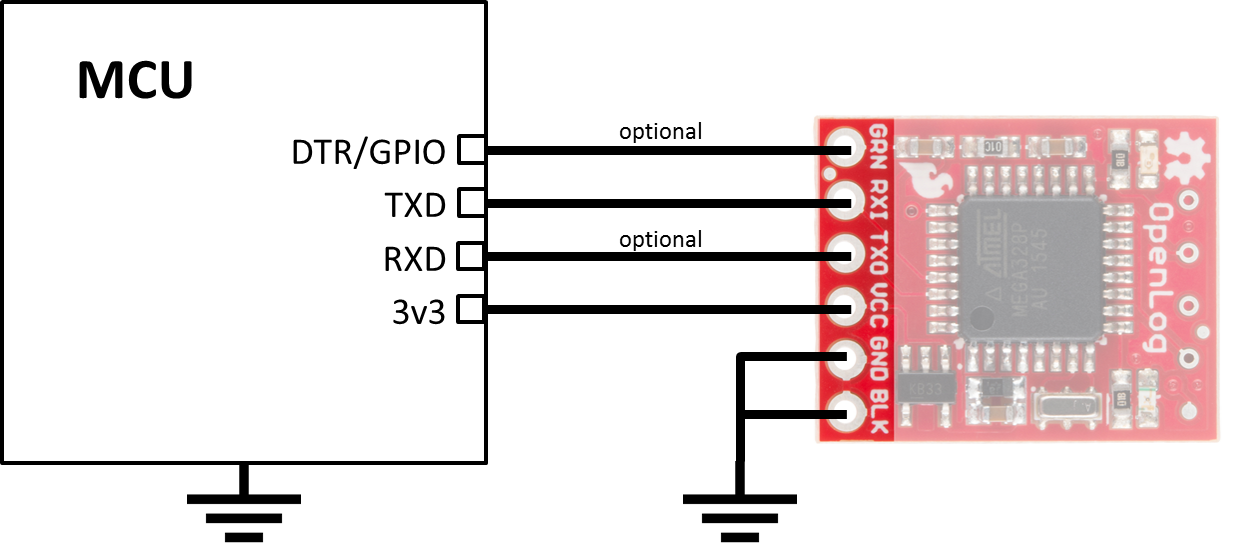 MCU
DTR/GPIO
optional
TXD
RXD
optional
3v3
GRN
RXI
TXO
VCC
GND
BLK
OpenLog
ATMEL
MEGA328P
AU 1545